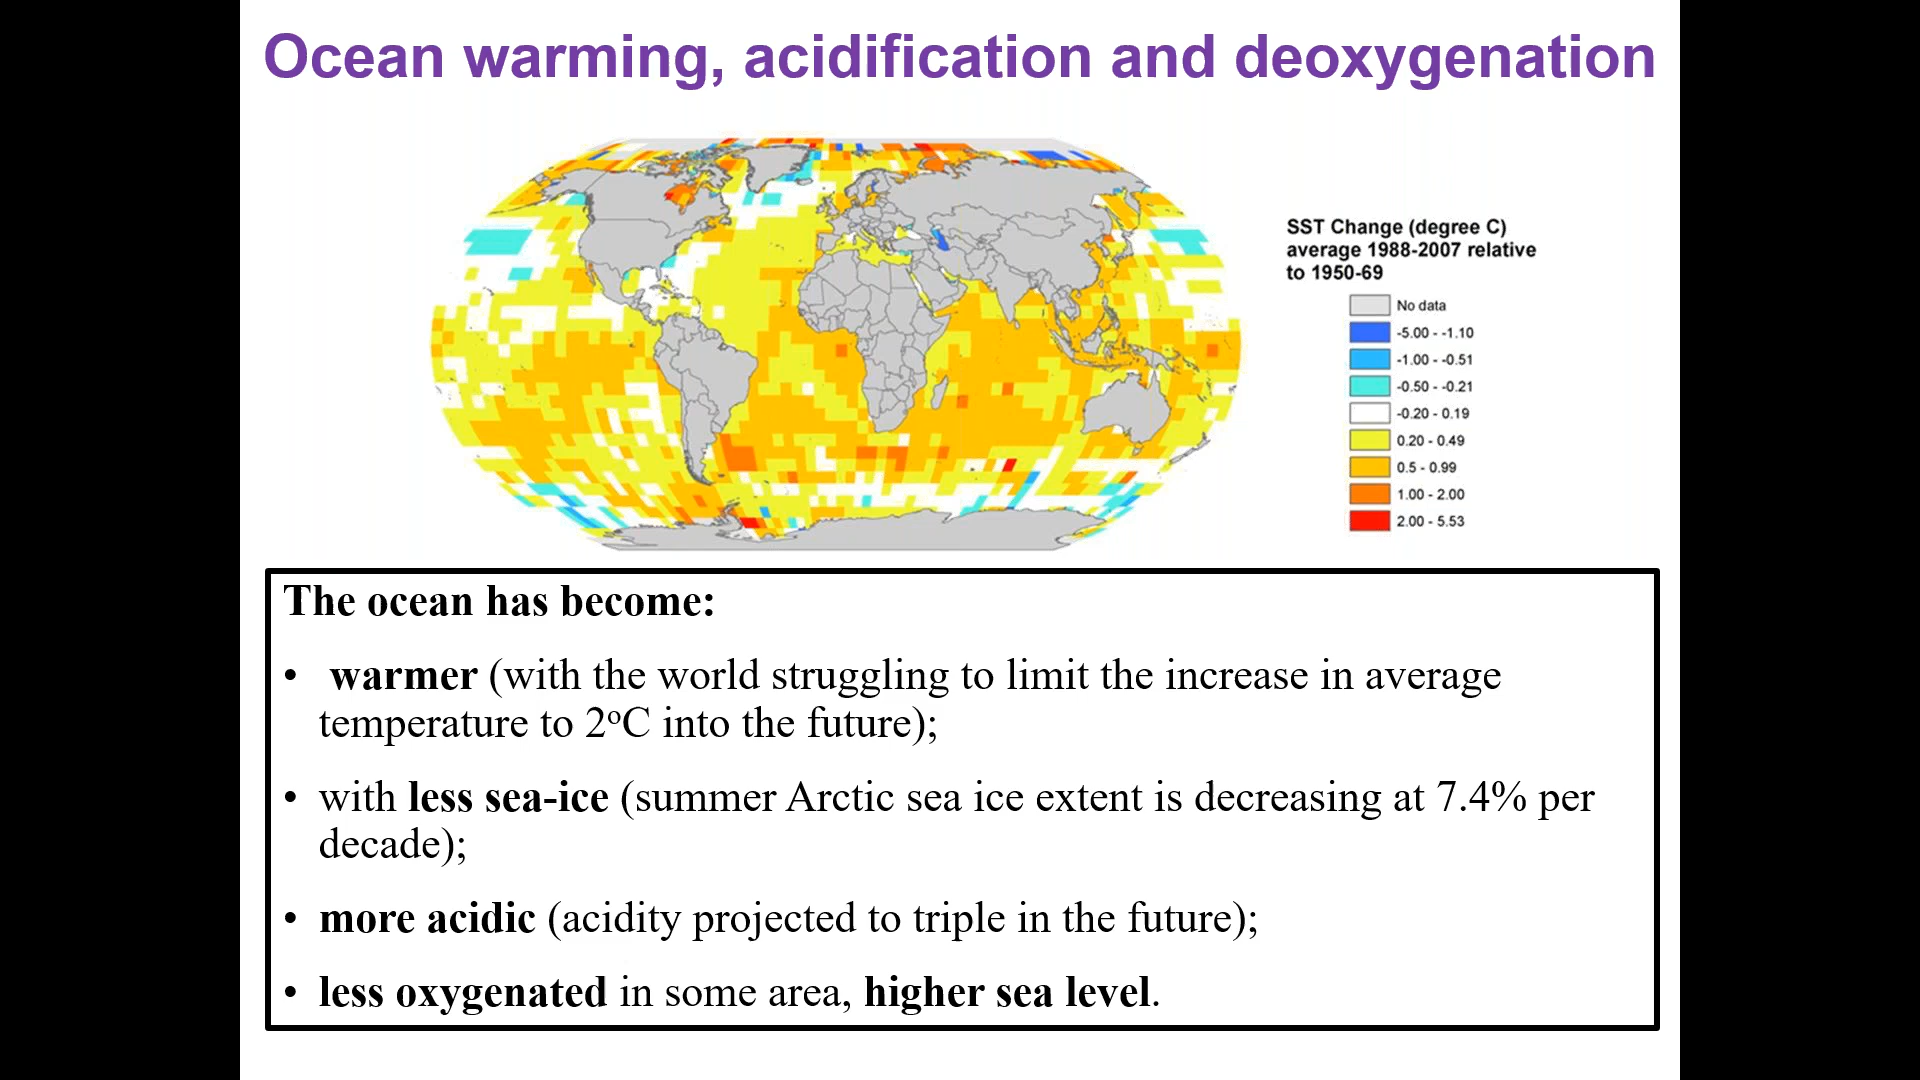 Ocean warming, acidification and deoxygenation
SST Change (degree C)
average 1988-2007 relative
to 1950-69
No data
-5.00 - -1.10
-1.00 - -0.51
-0.50 - -0.21
-0.20 - 0.19
0.20 - 0.49
0.5 - 0.99
1.00 - 2.00
2.00 - 5.53
The ocean has become:
• warmer (with the world struggling to limit the increase in average
temperature to 2ºC into the future);
• with less sea-ice (summer Arctic sea ice extent is decreasing at 7.4% per
decade);
• more acidic (acidity projected to triple in the future);
• less oxygenated in some area, higher sea level.